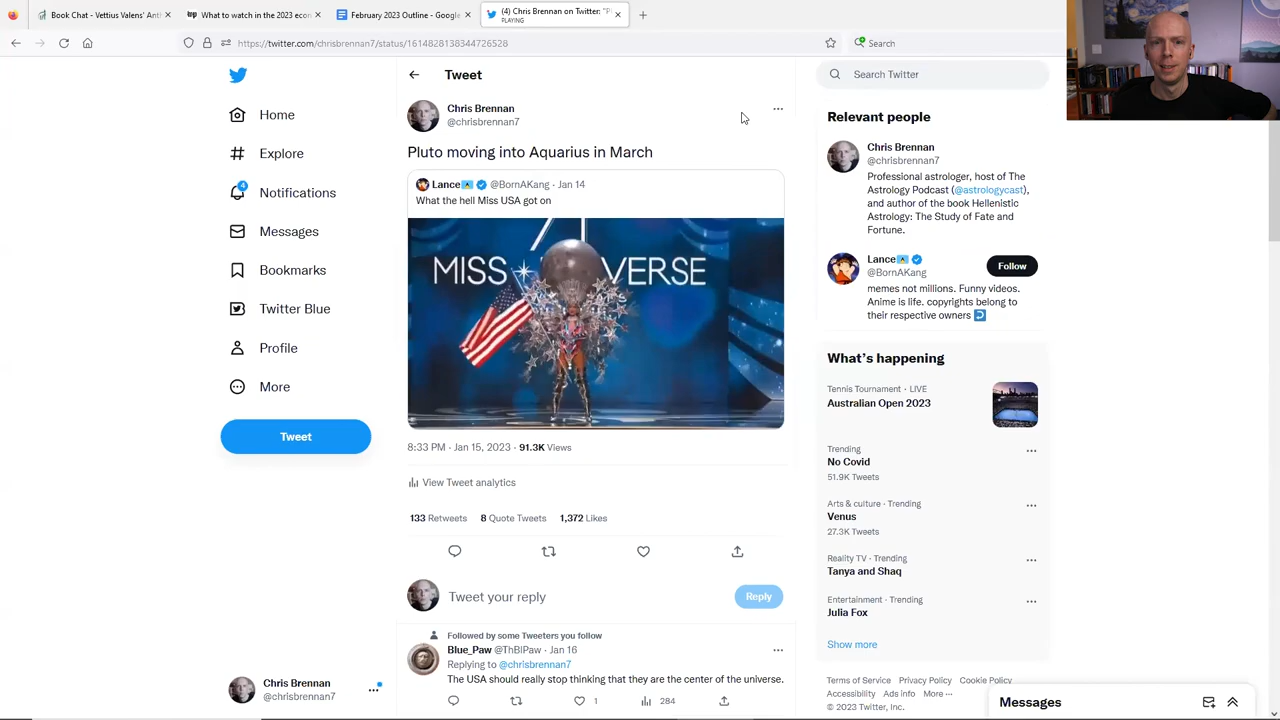 Book Chat - Vettius Valens' Anth
What to watch in the 2023 econ
February 2023 Outline - Google
(4) Chris Brennan on Twitter: "Pl
PLAYING
https://twitter.com/chrisbrennan7/status/1614828138344726528
Search
Home
Explore
4
Notifications
Messages
Bookmarks
Twitter Blue
Profile
More
Tweet
Chris Brennan
@chrisbrennan7
Tweet
Chris Brennan
@chrisbrennan7
Pluto moving into Aquarius in March
Lance @BornAKang · Jan 14
What the hell Miss USA got on
MISS VERSE
8:33 PM · Jan 15, 2023 · 91.3K Views
View Tweet analytics
133 Retweets 8 Quote Tweets 1,372 Likes
Tweet your reply
Reply
Followed by some Tweeters you follow
Blue_Paw @ThBlPaw · Jan 16
Replying to @chrisbrennan7
The USA should really stop thinking that they are the center of the universe.
1
284
Search Twitter
Relevant people
Chris Brennan
@chrisbrennan7
Professional astrologer, host of The
Astrology Podcast (@astrologycast),
and author of the book Hellenistic
Astrology: The Study of Fate and
Fortune.
Lance
@BornAKang
Follow
memes not millions. Funny videos.
Anime is life. copyrights belong to
their respective owners
What's happening
Tennis Tournament · LIVE
Australian Open 2023
Trending
No Covid
51.9K Tweets
Arts & culture · Trending
Venus
27.3K Tweets
Reality TV · Trending
Tanya and Shaq
Entertainment · Trending
Julia Fox
Show more
Terms of Service Privacy Policy Cookie Policy
Accessibility Ads info More ···
© 2023 Twitter, Inc.
Messages